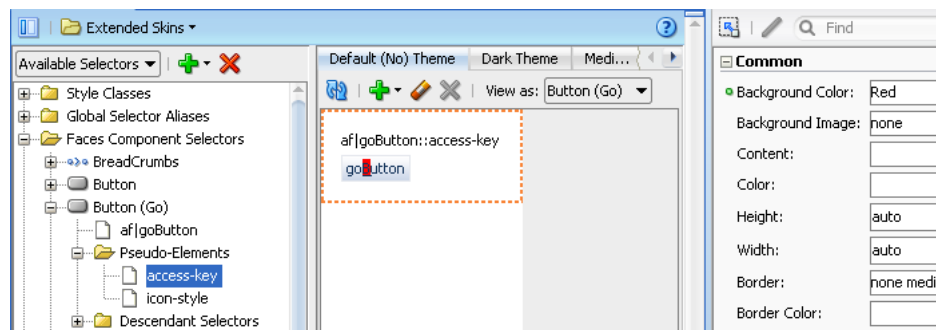 Extended Skins
Find
Available Selectors
Style Classes
Global Selector Aliases
Faces Component Selectors
BreadCrumbs
Button
Button (Go)
af|goButton
Pseudo-Elements
access-key
icon-style
Descendant Selectors
Default (No) Theme
Dark Theme
Medi...
View as:
Button (Go)
af|goButton::access-key
goButton
Common
Background Color: Red
Background Image: none
Content:
Color:
Height: auto
Width: auto
Border: none medi
Border Color: